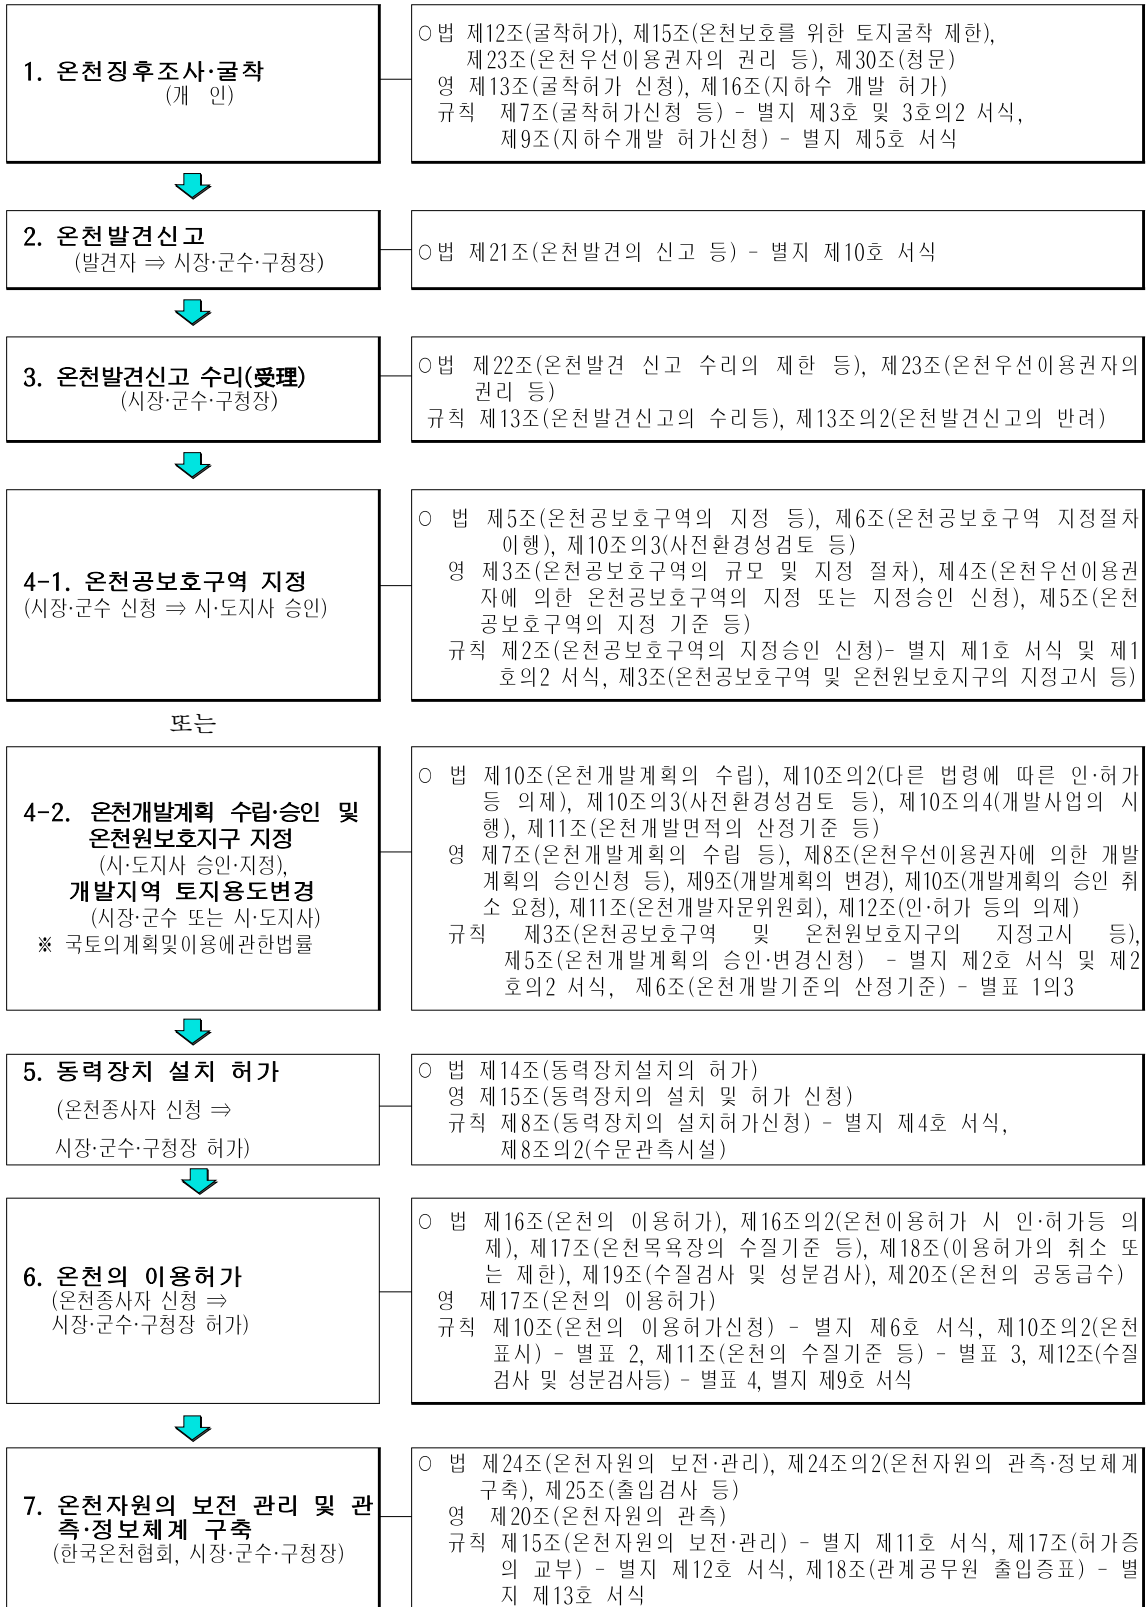 1. 온천징후조사·굴착
(개 인)
○법 제12조(굴착허가), 제15조(온천보호를 위한 토지굴착 제한),
제23조(온천우선이용권자의 권리 등), 제30조(청문)
영 제13조(굴착허가 신청), 제16조(지하수 개발 허가)
규칙 제7조(굴착허가신청 등) - 별지 제3호 및 3호의2 서식,
제9조(지하수개발 허가신청) - 별지 제5호 서식
2. 온천발견신고
(발견자 ⇒ 시장·군수·구청장)
○법 제21조(온천발견의 신고 등) - 별지 제10호 서식
3. 온천발견신고 수리(受理)
(시장·군수·구청장)
○법 제22조(온천발견 신고 수리의 제한 등), 제23조(온천우선이용권자의
권리 등)
규칙 제13조(온천발견신고의 수리등), 제13조의2(온천발견신고의 반려)
4-1. 온천공보호구역 지정
(시장·군수 신청 ⇒ 시·도지사 승인)
○ 법 제5조(온천공보호구역의 지정 등), 제6조(온천공보호구역 지정절차
이행), 제10조의3(사전환경성검토 등)
영 제3조(온천공보호구역의 규모 및 지정 절차), 제4조(온천우선이용권
자에 의한 온천공보호구역의 지정 또는 지정승인 신청), 제5조(온천
공보호구역의 지정 기준 등)
규칙 제2조(온천공보호구역의 지정승인 신청)- 별지 제1호 서식 및 제1
호의2 서식, 제3조(온천공보호구역 및 온천원보호지구의 지정고시 등)
또는
4-2. 온천개발계획 수립·승인 및
온천원보호지구 지정
(시·도지사 승인·지정),
개발지역 토지용도변경
(시장·군수 또는 시·도지사)
※ 국토의계획및이용에관한법률
○ 법 제10조(온천개발계획의 수립), 제10조의2(다른 법령에 따른 인·허가
등 의제), 제10조의3(사전환경성검토 등), 제10조의4(개발사업의 시
행), 제11조(온천개발면적의 산정기준 등)
영 제7조(온천개발계획의 수립 등), 제8조(온천우선이용권자에 의한 개발
계획의 승인신청 등), 제9조(개발계획의 변경), 제10조(개발계획의 승인 취
소 요청), 제11조(온천개발자문위원회), 제12조(인·허가 등의 의제)
규칙 제3조(온천공보호구역 및 온천원보호지구의 지정고시 등),
제5조(온천개발계획의 승인·변경신청) - 별지 제2호 서식 및 제2
호의2 서식, 제6조(온천개발기준의 산정기준) - 별표 1의3
5. 동력장치 설치 허가
(온천종사자 신청 ⇒
시장·군수·구청장 허가)
○ 법 제14조(동력장치설치의 허가)
영 제15조(동력장치의 설치 및 허가 신청)
규칙 제8조(동력장치의 설치허가신청) - 별지 제4호 서식,
제8조의2(수문관측시설)
6. 온천의 이용허가
(온천종사자 신청 ⇒
시장·군수·구청장 허가)
○ 법 제16조(온천의 이용허가), 제16조의2(온천이용허가 시 인·허가등 의
제), 제17조(온천목욕장의 수질기준 등), 제18조(이용허가의 취소 또
는 제한), 제19조(수질검사 및 성분검사), 제20조(온천의 공동급수)
영 제17조(온천의 이용허가)
규칙 제10조(온천의 이용허가신청) - 별지 제6호 서식, 제10조의2(온천
표시) - 별표 2, 제11조(온천의 수질기준 등) - 별표 3, 제12조(수질
검사 및 성분검사등) - 별표 4, 별지 제9호 서식
7. 온천자원의 보전 관리 및 관
측·정보체계 구축
(한국온천협회, 시장·군수·구청장)
○ 법 제24조(온천자원의 보전·관리), 제24조의2(온천자원의 관측·정보체계
구축), 제25조(출입검사 등)
영 제20조(온천자원의 관측)
규칙 제15조(온천자원의 보전·관리) - 별지 제11호 서식, 제17조(허가증
의 교부) - 별지 제12호 서식, 제18조(관계공무원 출입증표) - 별
지 제13호 서식